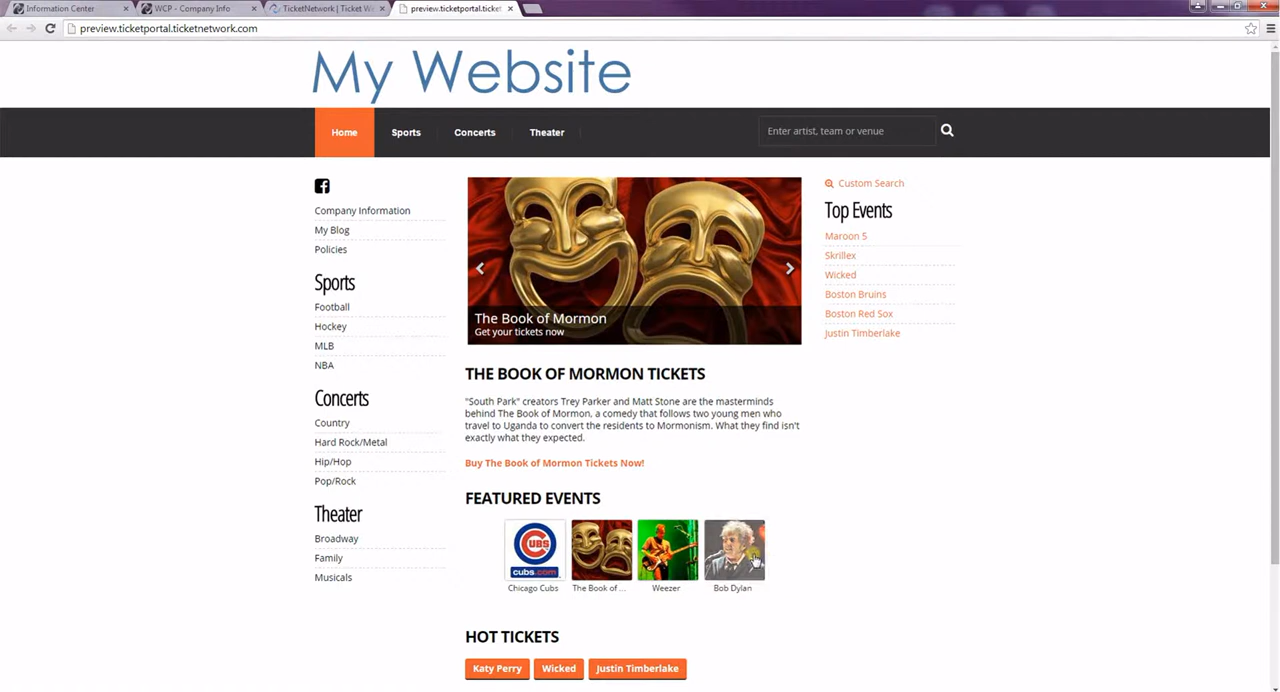 Information Center
WCP - Company Info
TicketNetwork | Ticket W
preview.ticketportal.ticket
preview.ticketportal.ticketnetwork.com
My Website
Home
Sports
Concerts
Theater
Enter artist, team or venue
Company Information
My Blog
Policies
Sports
Football
Hockey
MLB
NBA
Concerts
Country
Hard Rock/Metal
Hip/Hop
Pop/Rock
Theater
Broadway
Family
Musicals
The Book of Mormon
Get your tickets now
THE BOOK OF MORMON TICKETS
"South Park" creators Trey Parker and Matt Stone are the masterminds
behind The Book of Mormon, a comedy that follows two young men who
travel to Uganda to convert the residents to Mormonism. What they find isn't
exactly what they expected.
Buy The Book of Mormon Tickets Now!
FEATURED EVENTS
CUBS
cubs.com
Chicago Cubs
The Book of ...
Weezer
Bob Dylan
HOT TICKETS
Katy Perry
Wicked
Justin Timberlake
Custom Search
Top Events
Maroon 5
Skrillex
Wicked
Boston Bruins
Boston Red Sox
Justin Timberlake